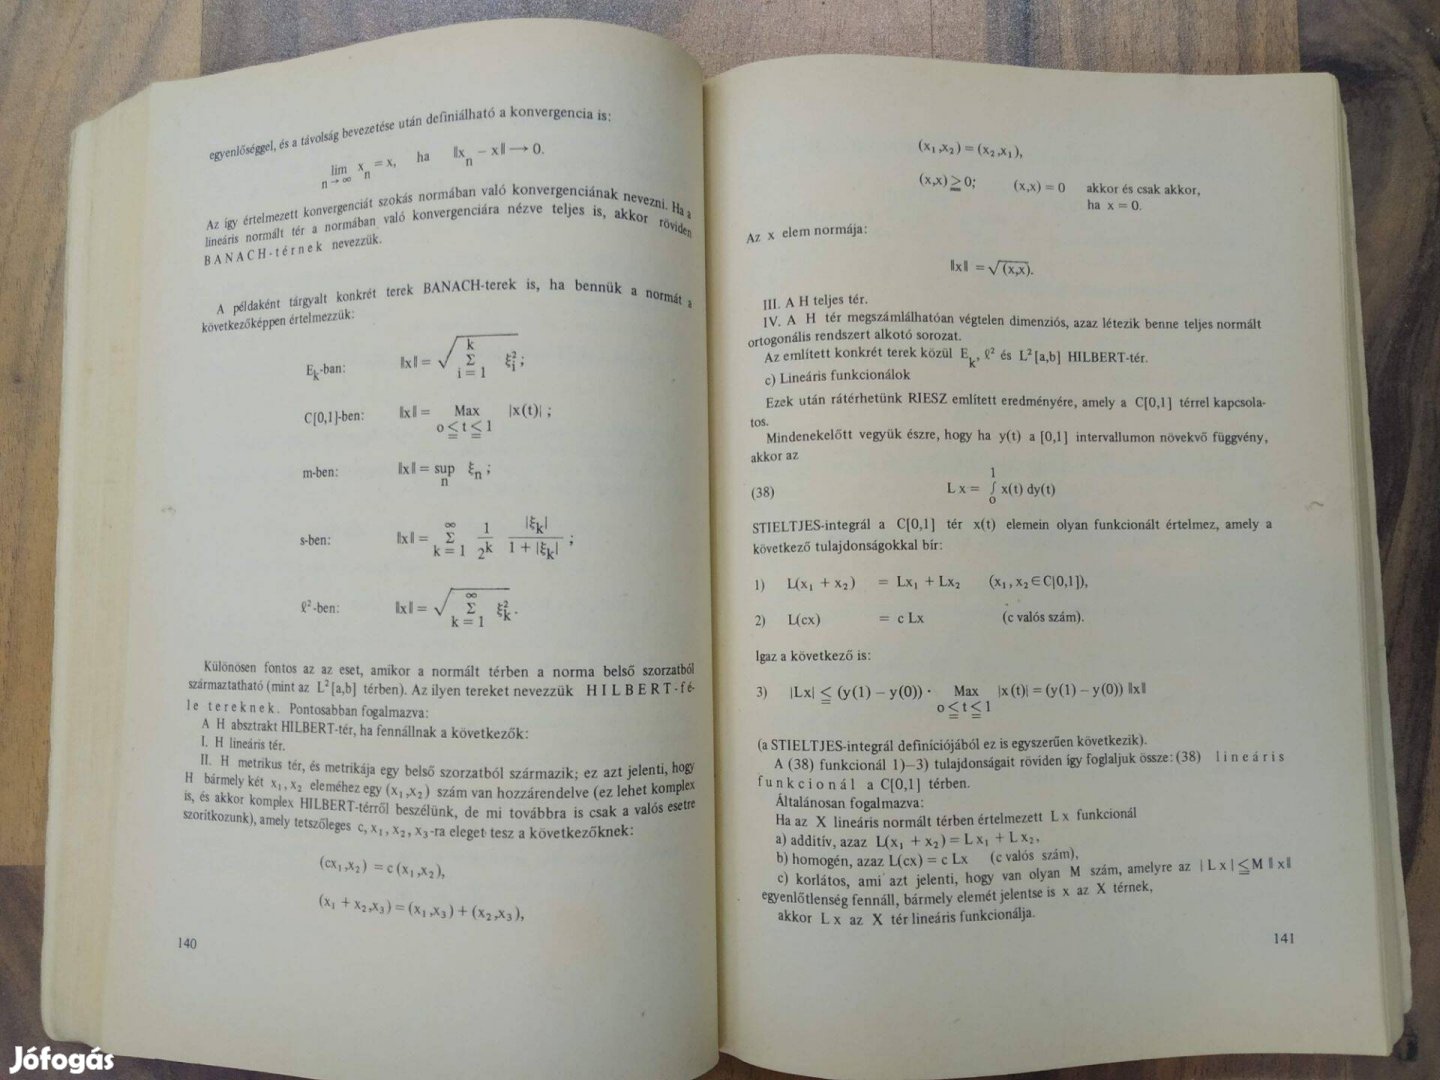 egyenlőséggel, és a távolság bevezetése után definiálható a konvergencia is:
lim x_n = x, ha ‖x_n − x‖ → 0.
n→∞
Az így értelmezett konvergenciát szokás normában való konvergenciának nevezni. Ha a
lineáris normált tér a normában való konvergenciára nézve teljes is, akkor röviden
BANACH-térnek nevezzük.
A példaként tárgyalt konkrét terek BANACH-terek is, ha bennük a normát a
következőképpen értelmezzük:
E_k-ban: ‖x‖ = √ k Σ i = 1 ξ_i^2 ;
C[0,1]-ben: ‖x‖ = Max |x(t)| ;
o≦t≦1
m-ben: ‖x‖ = sup ξ_n ;
n
s-ben: ‖x‖ = ∞ Σ k = 1 1/2^k |ξ_k| / 1 + |ξ_k| ;
ℓ²-ben: ‖x‖ = √ ∞ Σ k = 1 ξ_k^2 .
Különösen fontos az az eset, amikor a normált térben a norma belső szorzatból
származtatható (mint az L²[a,b] térben). Az ilyen tereket nevezzük HILBERT-fé-
le tereknek. Pontosabban fogalmazva:
A H absztrakt HILBERT-tér, ha fennállnak a következők:
I. H lineáris tér.
II. H metrikus tér, és metrikája egy belső szorzatból származik; ez azt jelenti, hogy
H bármely két x₁, x₂ eleméhez egy (x₁,x₂) szám van hozzárendelve (ez lehet komplex
is, és akkor komplex HILBERT-térről beszélünk, de mi továbbra is csak a valós esetre
szorítkozunk), amely tetszőleges c, x₁, x₂, x₃-ra eleget tesz a következőknek:
(cx₁,x₂) = c (x₁,x₂),
(x₁ + x₂,x₃) = (x₁,x₃) + (x₂,x₃),
140
(x₁,x₂) = (x₂,x₁),
(x,x) ≧ 0; (x,x) = 0 akkor és csak akkor,
ha x = 0.
Az x elem normája:
‖x‖ = √(x,x).
III. A H teljes tér.
IV. A H tér megszámlálhatóan végtelen dimenziós, azaz létezik benne teljes normált
ortogonális rendszert alkotó sorozat.
Az említett konkrét terek közül E_k, ℓ² és L²[a,b] HILBERT-tér.
c) Lineáris funkcionálok
Ezek után rátérhetünk RIESZ említett eredményére, amely a C[0,1] térrel kapcsola-
tos.
Mindenekelőtt vegyük észre, hogy ha y(t) a [0,1] intervallumon növekvő függvény,
akkor az
(38) L x = 1 ∫ o x(t) dy(t)
STIELTJES-integrál a C[0,1] tér x(t) elemein olyan funkcionált értelmez, amely a
következő tulajdonságokkal bír:
1) L(x₁ + x₂) = Lx₁ + Lx₂ (x₁, x₂∈C[0,1]),
2) L(cx) = c Lx (c valós szám).
Igaz a következő is:
3) |Lx| ≦ (y(1) − y(0)) · Max |x(t)| = (y(1) − y(0)) ‖x‖
o≦t≦1
(a STIELTJES-integrál definíciójából ez is egyszerűen következik).
A (38) funkcionál 1)–3) tulajdonságait röviden így foglaljuk össze: (38) lineáris
funkcionál a C[0,1] térben.
Általánosan fogalmazva:
Ha az X lineáris normált térben értelmezett L x funkcionál
a) additív, azaz L(x₁ + x₂) = L x₁ + L x₂,
b) homogén, azaz L(cx) = c Lx (c valós szám),
c) korlátos, ami azt jelenti, hogy van olyan M szám, amelyre az |L x| ≦ M ‖x‖
egyenlőtlenség fennáll, bármely elemét jelentse is x az X térnek,
akkor L x az X tér lineáris funkcionálja.
141
Jófogás